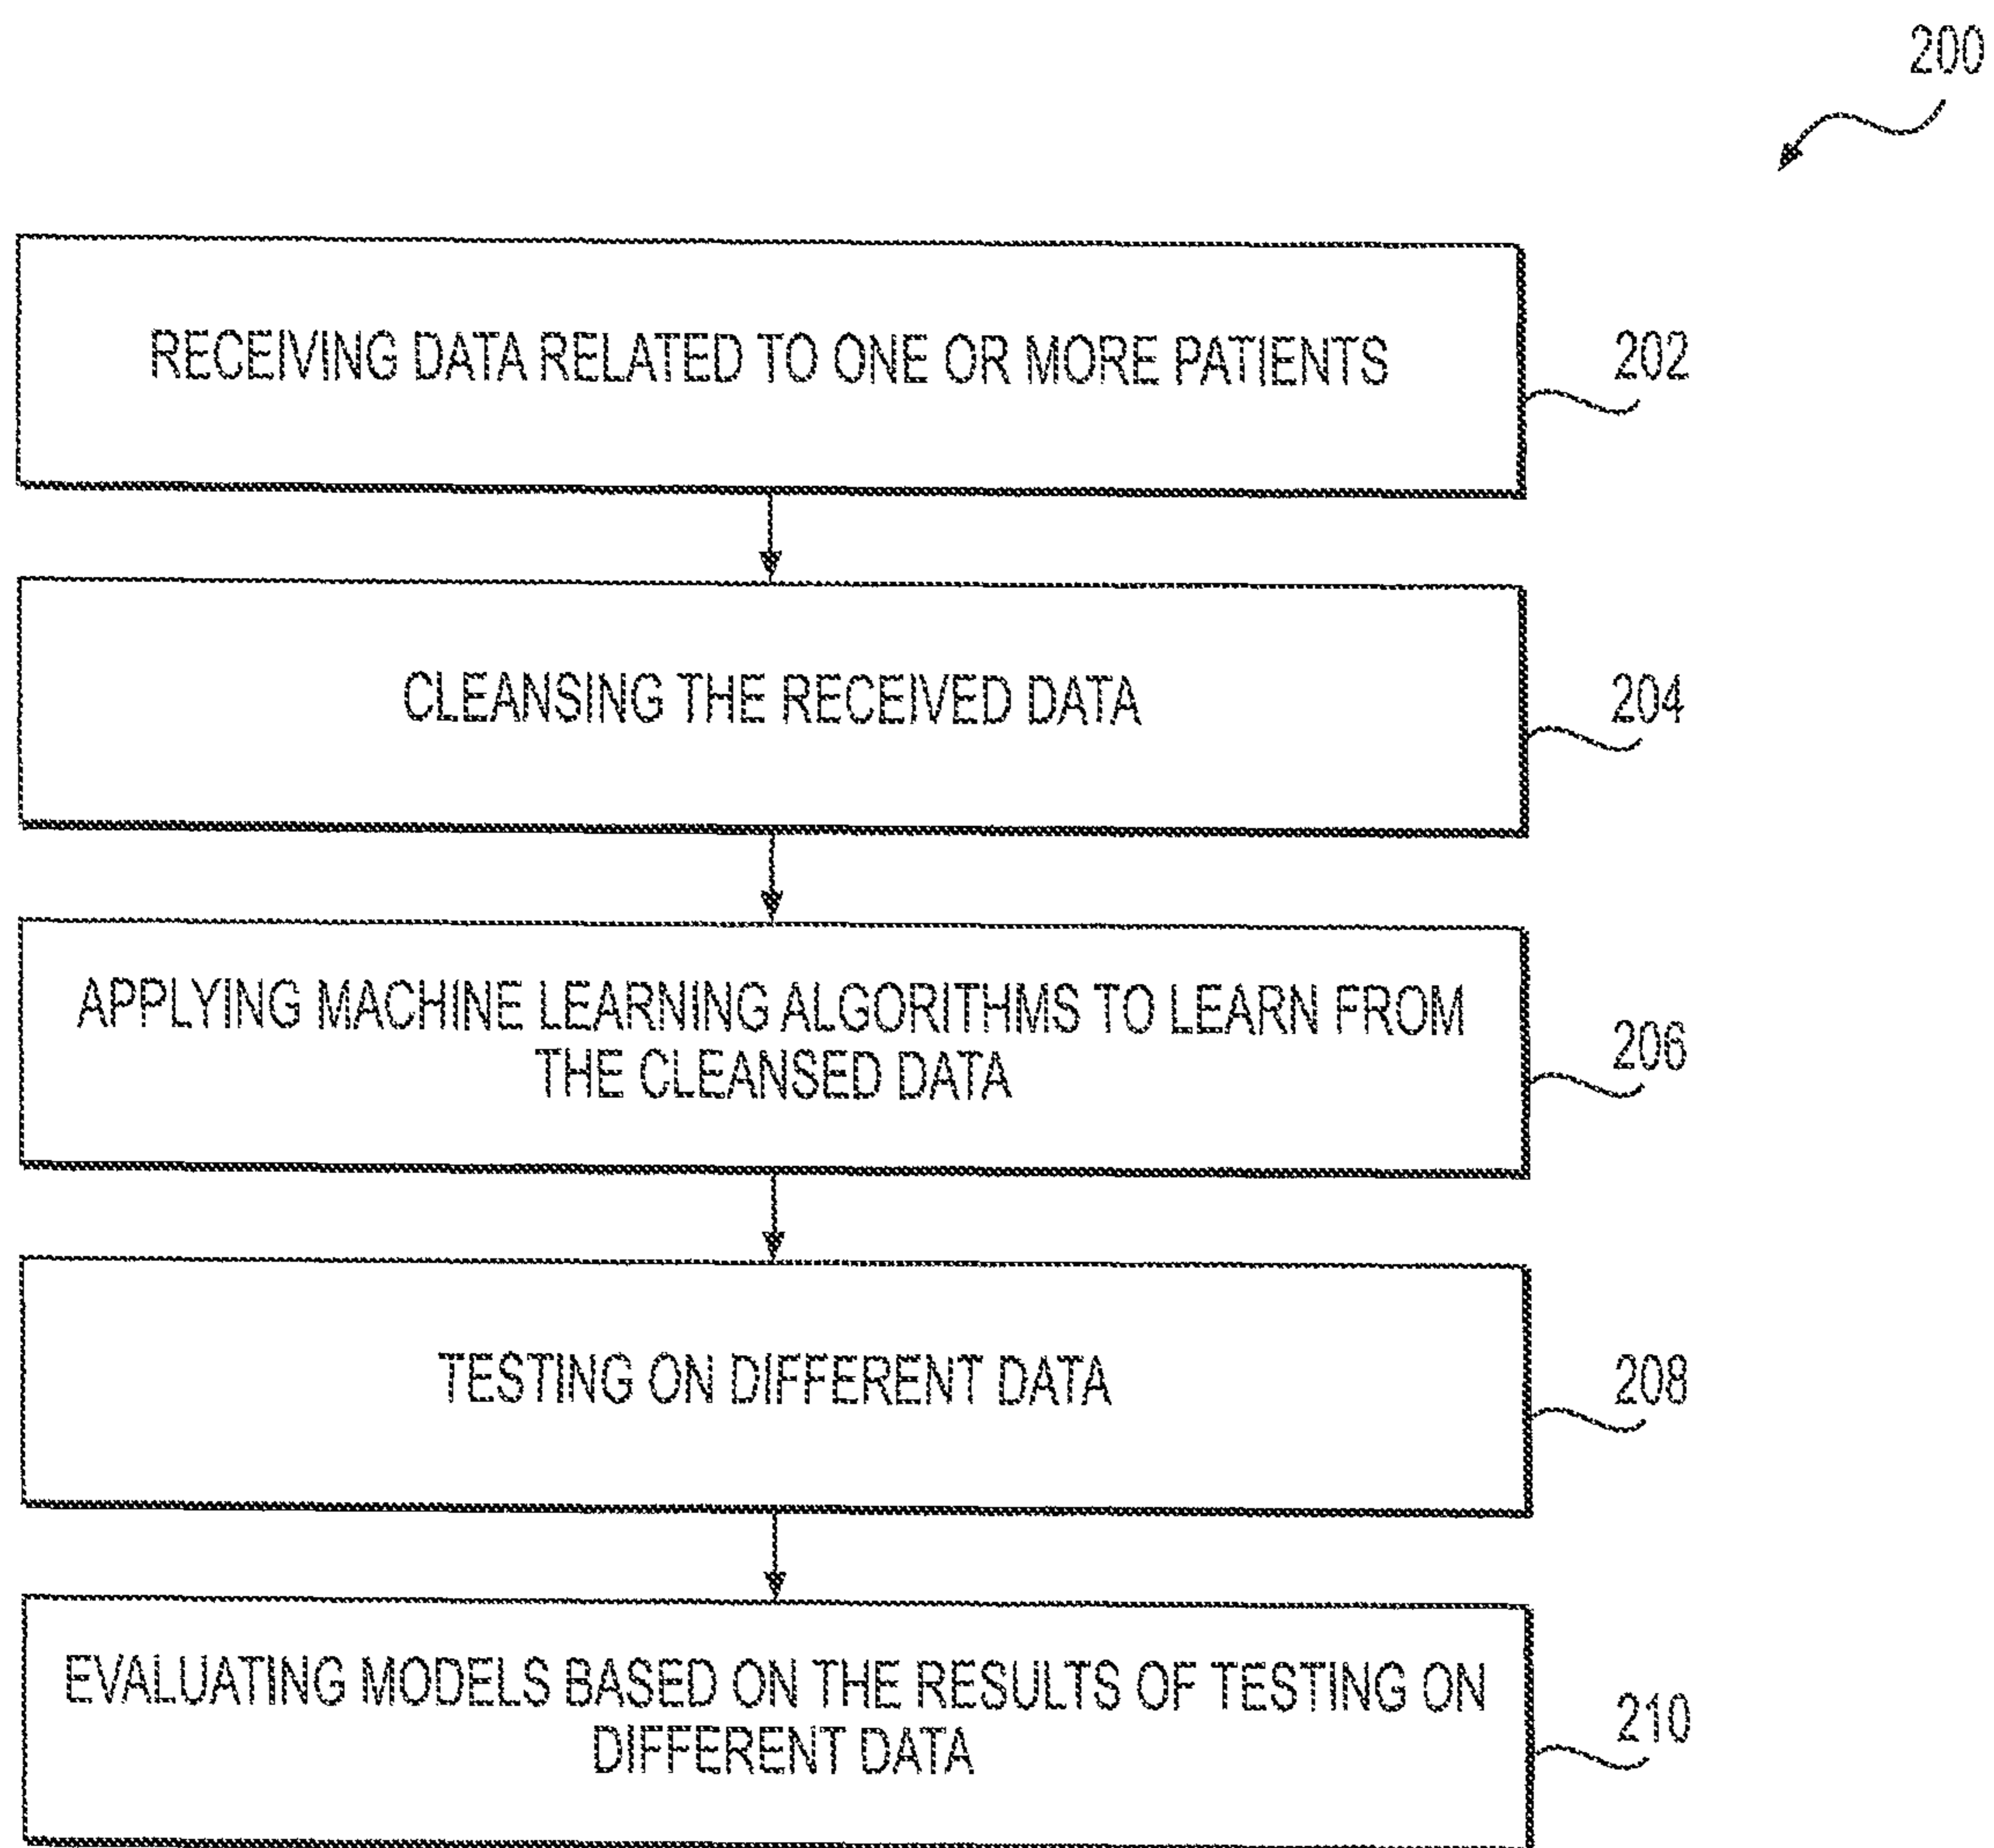 200
RECEIVING DATA RELATED TO ONE OR MORE PATIENTS
202
CLEANSING THE RECEIVED DATA
204
APPLYING MACHINE LEARNING ALGORITHMS TO LEARN FROM
THE CLEANSED DATA
206
TESTING ON DIFFERENT DATA
208
EVALUATING MODELS BASED ON THE RESULTS OF TESTING ON
DIFFERENT DATA
210